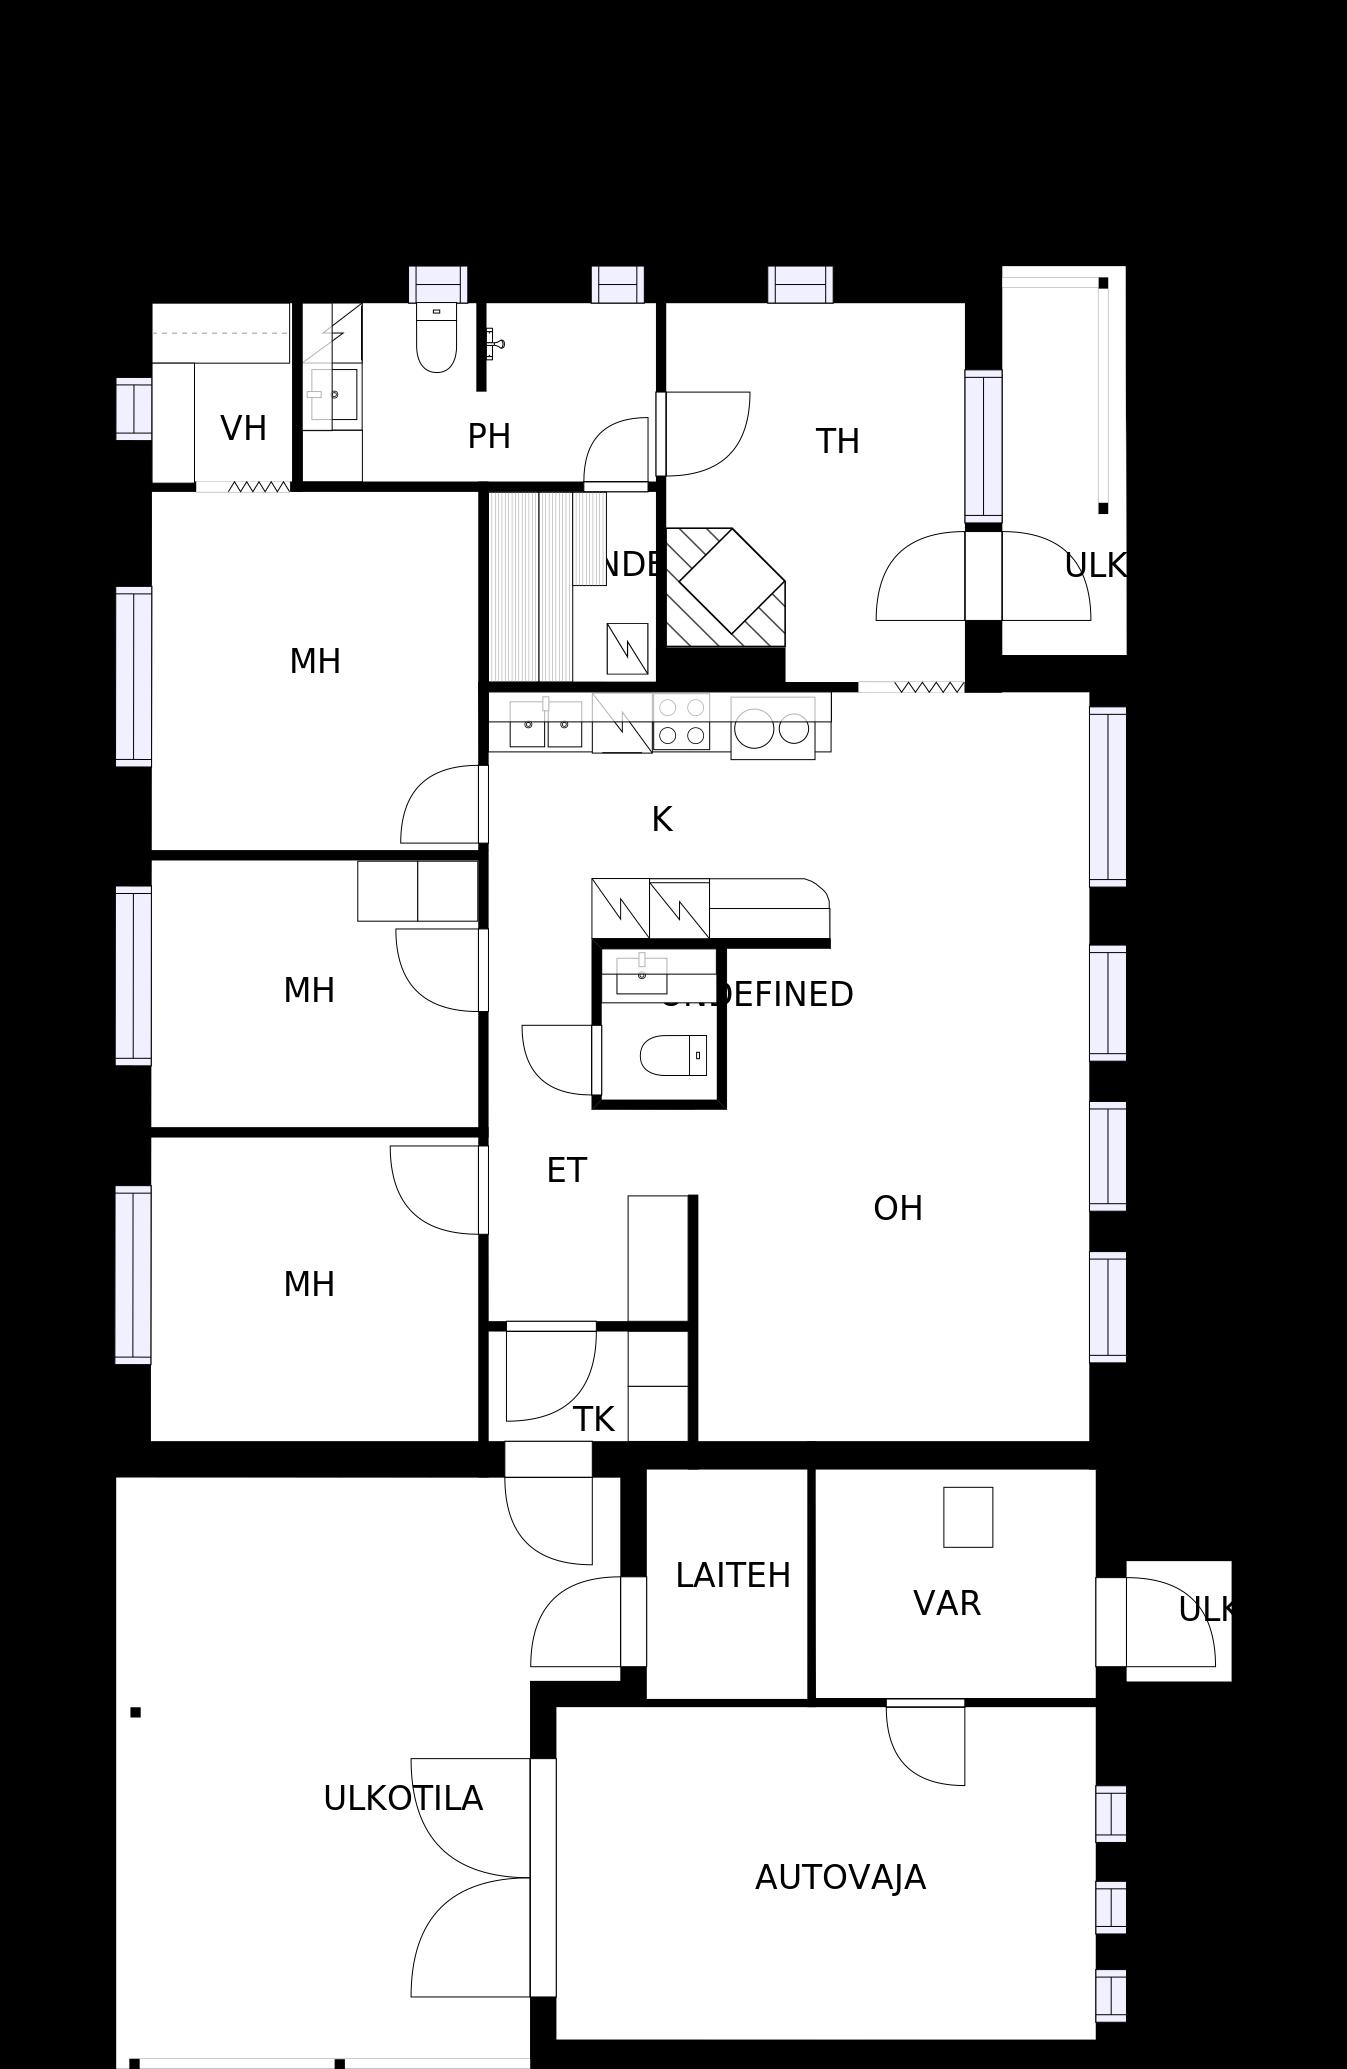 VH
PH
TH
NDE
ULK
MH
K
MH
UNDEFINED
ET
OH
MH
TK
LAITEH
VAR
ULK
ULKOTILA
AUTOVAJA